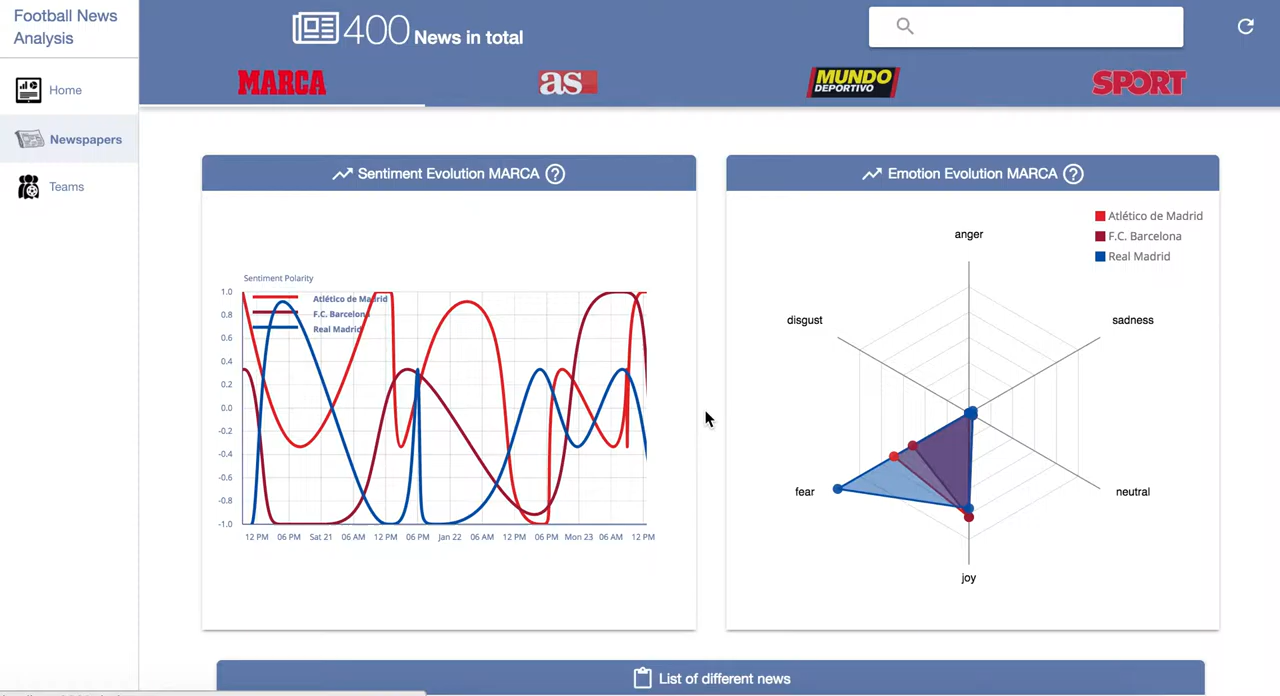 Football News
Analysis
400 News in total
Home
Newspapers
Teams
MARCA
as
MUNDO
DEPORTIVO
SPORT
Sentiment Evolution MARCA ?
Sentiment Polarity
Atlético de Madrid
F.C. Barcelona
Real Madrid
1.0
0.8
0.6
0.4
0.2
0.0
-0.2
-0.4
-0.6
-0.8
-1.0
12 PM 06 PM Sat 21 06 AM 12 PM 06 PM Jan 22 06 AM 12 PM 06 PM Mon 23 06 AM 12 PM
Emotion Evolution MARCA ?
Atlético de Madrid
F.C. Barcelona
Real Madrid
anger
disgust
sadness
fear
neutral
joy
List of different news